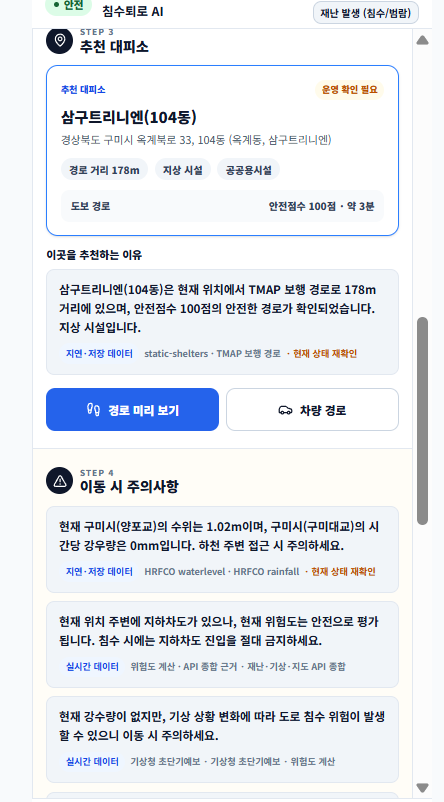 안전
침수퇴로 AI
재난 발생 (침수/범람)
STEP 3
추천 대피소
추천 대피소
운영 확인 필요
삼구트리니엔(104동)
경상북도 구미시 옥계북로 33, 104동 (옥계동, 삼구트리니엔)
경로 거리 178m
지상 시설
공공용시설
도보 경로
안전점수 100점 · 약 3분
이곳을 추천하는 이유
삼구트리니엔(104동)은 현재 위치에서 TMAP 보행 경로로 178m
거리에 있으며, 안전점수 100점의 안전한 경로가 확인되었습니다.
지상 시설입니다.
지연·저장 데이터 static-shelters · TMAP 보행 경로 · 현재 상태 재확인
경로 미리 보기
차량 경로
STEP 4
이동 시 주의사항
현재 구미시(양포교)의 수위는 1.02m이며, 구미시(구미대교)의 시
간당 강우량은 0mm입니다. 하천 주변 접근 시 주의하세요.
지연·저장 데이터 HRFCO waterlevel · HRFCO rainfall · 현재 상태 재확인
현재 위치 주변에 지하차도가 있으나, 현재 위험도는 안전으로 평가
됩니다. 침수 시에는 지하차도 진입을 절대 금지하세요.
실시간 데이터 위험도 계산 · API 종합 근거 · 재난·기상·지도 API 종합
현재 강수량이 없지만, 기상 상황 변화에 따라 도로 침수 위험이 발생
할 수 있으니 이동 시 주의하세요.
실시간 데이터 기상청 초단기예보 · 기상청 초단기예보 · 위험도 계산